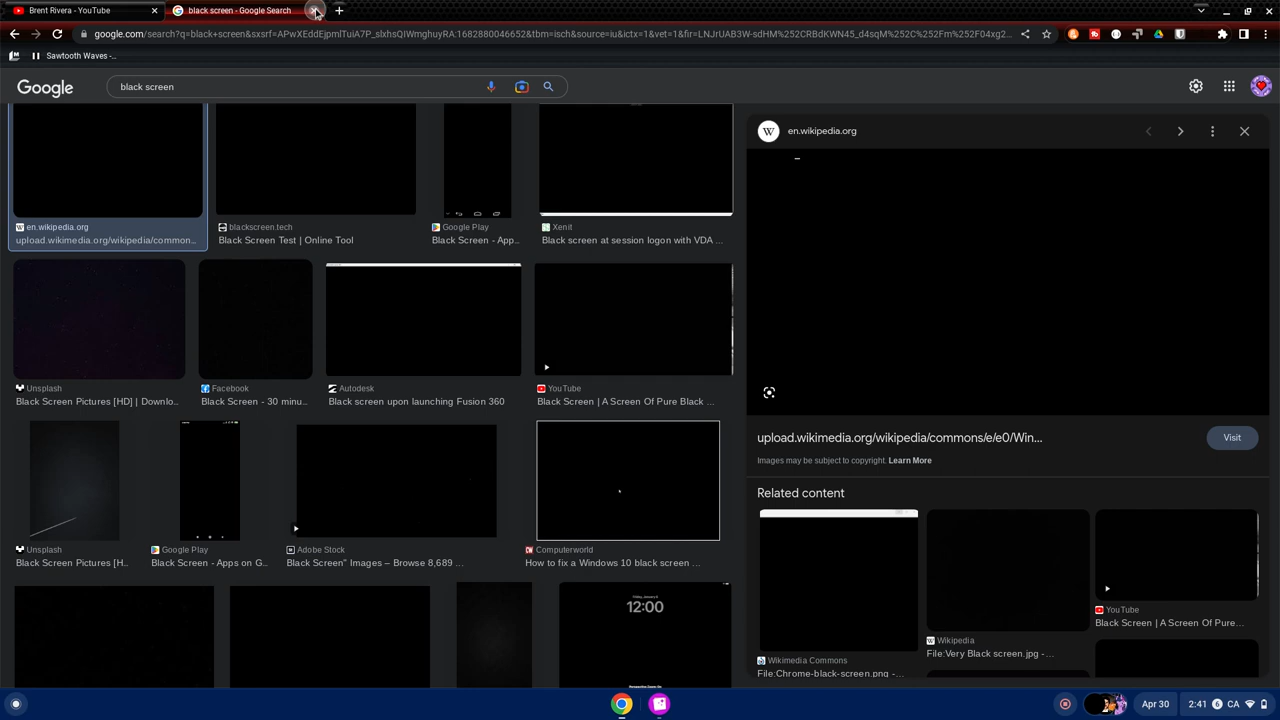 Brent Rivera - YouTube
black screen - Google Search
google.com/search?q=black+screen&sxsrf=APwXEddEjpmlTuiA7P_slxhsQIWmghuyRA:1682880046652&tbm=isch&source=iu&ictx=1&vet=1&fir=LNJrUAB3W-sdHM%252CRBdKWN45_d4sqM%252C%252Fm%252F04xg2...
Sawtooth Waves -...
Google
black screen
W en.wikipedia.org
upload.wikimedia.org/wikipedia/common...
blackscreen.tech
Black Screen Test | Online Tool
Google Play
Black Screen - App...
Xenit
Black screen at session logon with VDA ...
Unsplash
Black Screen Pictures [HD] | Downlo...
Facebook
Black Screen - 30 minu...
Autodesk
Black screen upon launching Fusion 360
YouTube
Black Screen | A Screen Of Pure Black ...
Unsplash
Black Screen Pictures [H...
Google Play
Black Screen - Apps on G...
Adobe Stock
Black Screen" Images – Browse 8,689 ...
CW Computerworld
How to fix a Windows 10 black screen ...
Friday, January 6
12:00
W en.wikipedia.org
upload.wikimedia.org/wikipedia/commons/e/e0/Win...
Visit
Images may be subject to copyright. Learn More
Related content
Wikimedia Commons
File:Chrome-black-screen.png -...
W Wikipedia
File:Very Black screen.jpg -...
YouTube
Black Screen | A Screen Of Pure...
Apr 30
2:41 6 CA